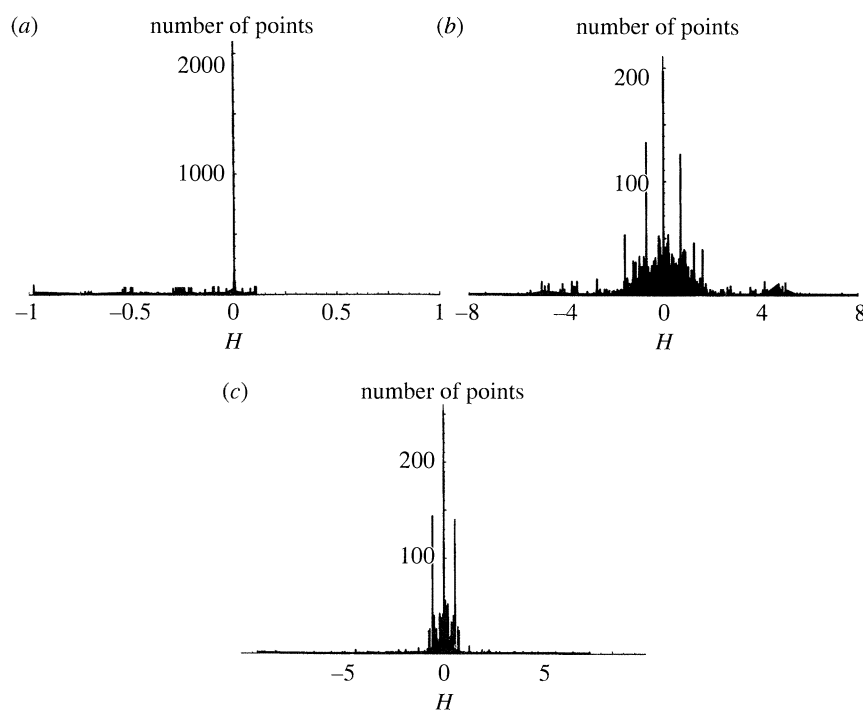 (a) number of points
2000
1000
−1 −0.5 0 0.5 1
H
(b) number of points
200
100
−8 −4 0 4 8
H
(c) number of points
200
100
−5 0 5
H